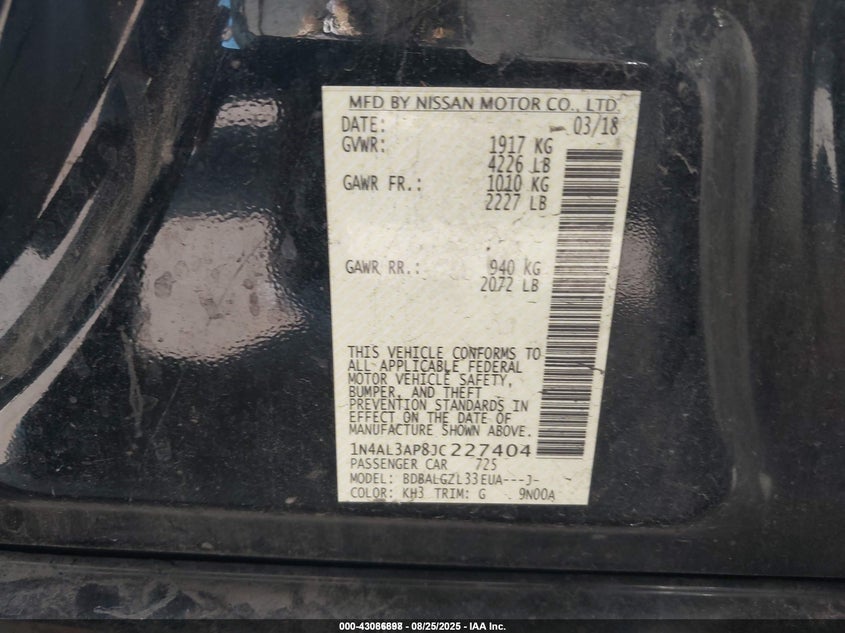 MFD BY NISSAN MOTOR CO., LTD.
DATE: 03/18
GVWR: 1917 KG
4226 LB
GAWR FR.: 1010 KG
2227 LB
GAWR RR.: 940 KG
2072 LB
THIS VEHICLE CONFORMS TO
ALL APPLICABLE FEDERAL
MOTOR VEHICLE SAFETY,
BUMPER, AND THEFT
PREVENTION STANDARDS IN
EFFECT ON THE DATE OF
MANUFACTURE SHOWN ABOVE.
1N4AL3AP8JC227404
PASSENGER CAR 725
MODEL: BDBALGZL33EUA---J-
COLOR: KH3 TRIM: G 9N00A
000-43086898 - 08/25/2025 - IAA Inc.